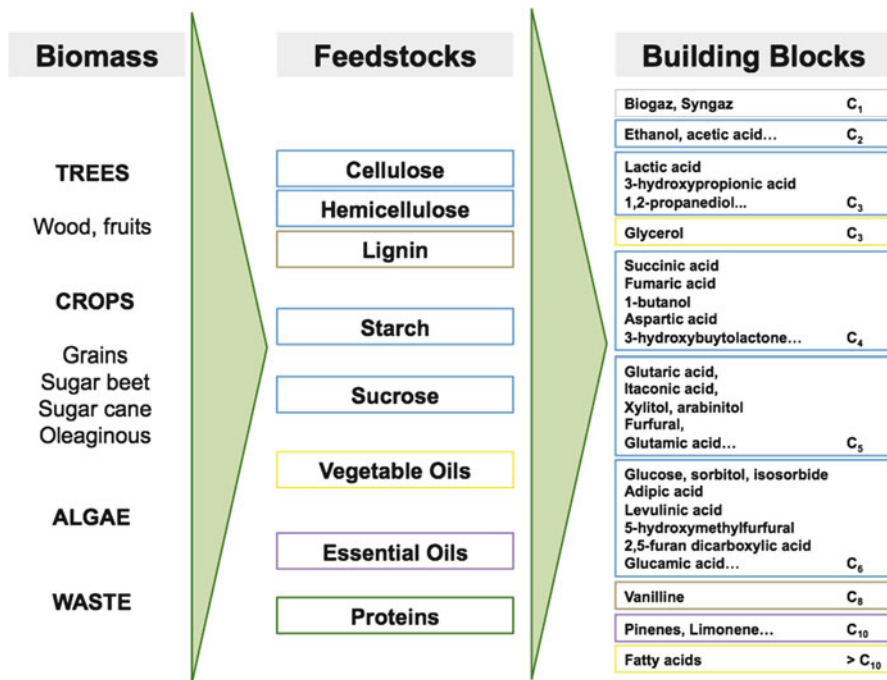 Biomass
TREES
Wood, fruits
CROPS
Grains
Sugar beet
Sugar cane
Oleaginous
ALGAE
WASTE
Feedstocks
Cellulose
Hemicellulose
Lignin
Starch
Sucrose
Vegetable Oils
Essential Oils
Proteins
Building Blocks
Biogaz, Syngaz C₁
Ethanol, acetic acid... C₂
Lactic acid
3-hydroxypropionic acid
1,2-propanediol... C₃
Glycerol C₃
Succinic acid
Fumaric acid
1-butanol
Aspartic acid
3-hydroxybuytolactone... C₄
Glutaric acid,
Itaconic acid,
Xylitol, arabinitol
Furfural,
Glutamic acid... C₅
Glucose, sorbitol, isosorbide
Adipic acid
Levulinic acid
5-hydroxymethylfurfural
2,5-furan dicarboxylic acid
Glucamic acid... C₆
Vanilline C₈
Pinenes, Limonene... C₁₀
Fatty acids > C₁₀